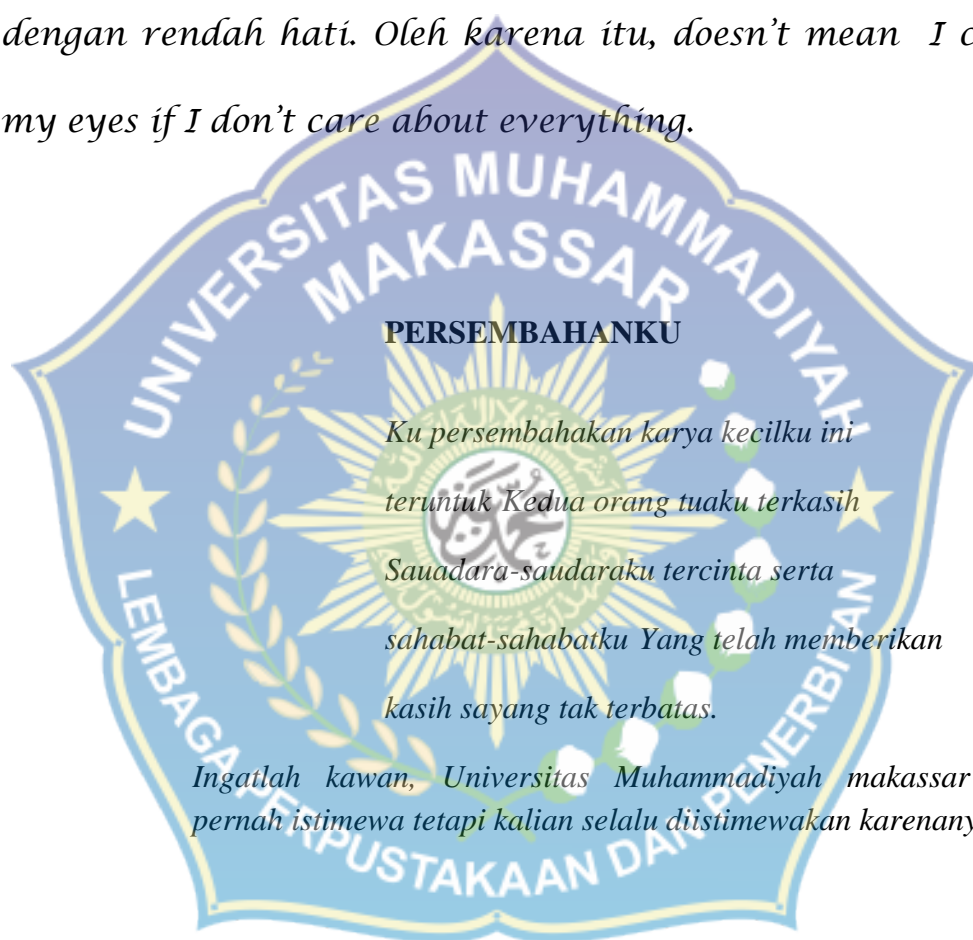 dengan rendah hati. Oleh karena itu, doesn't mean I c
my eyes if I don't care about everything.
UNIVERSITAS MUHAMMADIYAH
MAKASSAR
PERSEMBAHANKU
Ku persembahakan karya kecilku ini
teruntuk Kedua orang tuaku terkasih
Sauadara-saudaraku tercinta serta
sahabat-sahabatku Yang telah memberikan
kasih sayang tak terbatas.
Ingatlah kawan, Universitas Muhammadiyah makassar
pernah istimewa tetapi kalian selalu diistimewakan karenany
LEMBAGA PERPUSTAKAAN DAN PENERBITAN